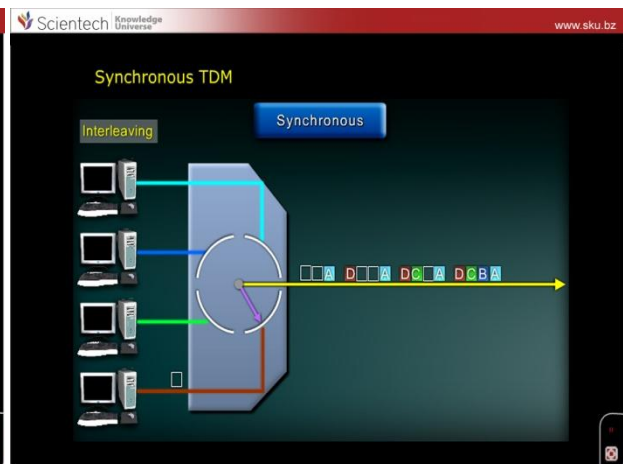 Scientech Knowledge Universe
www.sku.bz
Synchronous TDM
Synchronous
Interleaving
A D A DC A DCBA